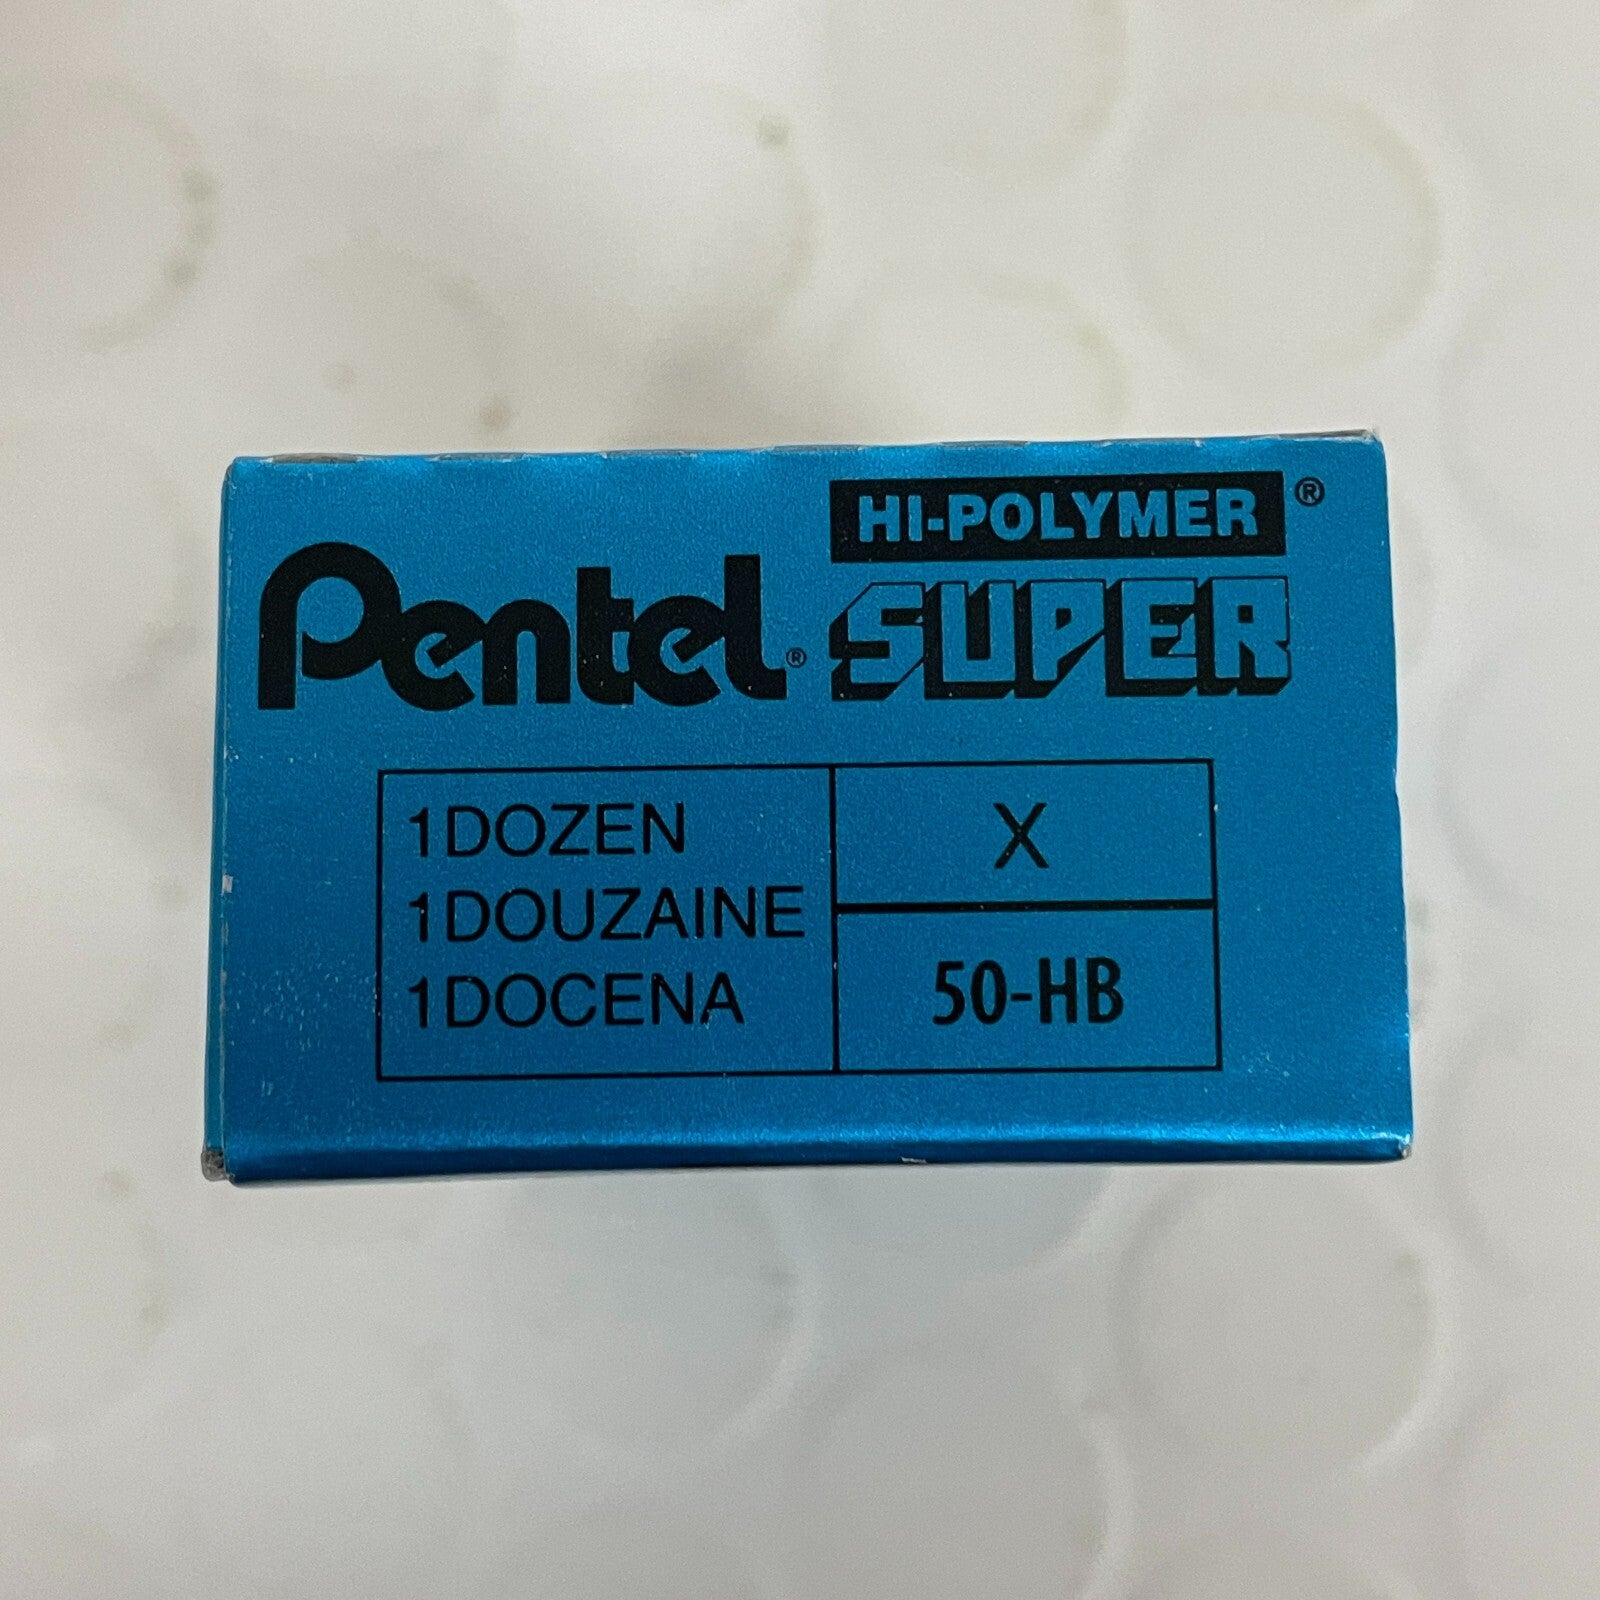 HI-POLYMER®
Pentel® SUPER
1DOZEN
1DOUZAINE
1DOCENA
X
50-HB